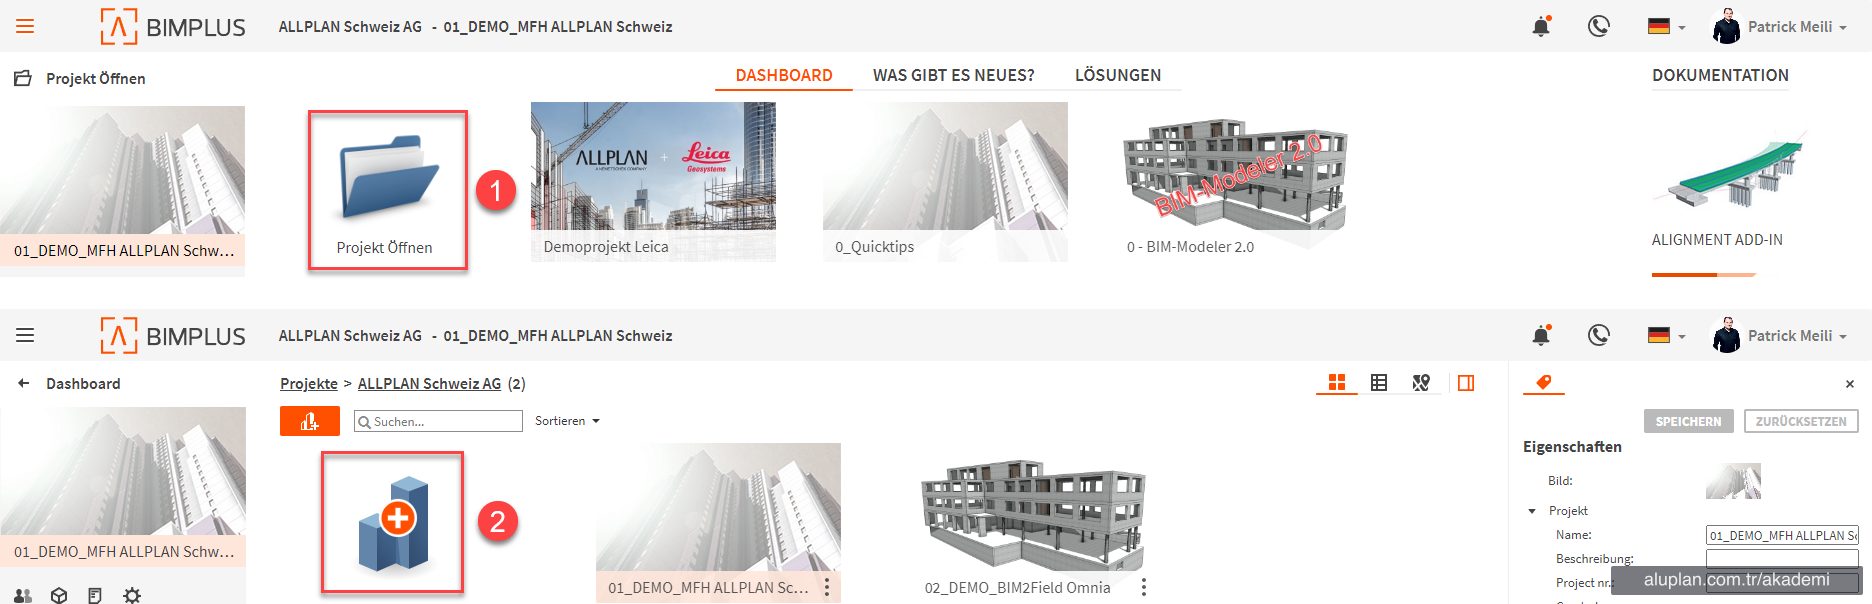 BIMPLUS ALLPLAN Schweiz AG - 01_DEMO_MFH ALLPLAN Schweiz Patrick Meili
Projekt Öffnen
DASHBOARD WAS GIBT ES NEUES? LÖSUNGEN DOKUMENTATION
ALLPLAN + Leica
A NEMETSCHEK COMPANY Geosystems
BIM-Modeler 2.0
1
01_DEMO_MFH ALLPLAN Schw...
Projekt Öffnen
Demoprojekt Leica
0_Quicktips
0 - BIM-Modeler 2.0
ALIGNMENT ADD-IN
BIMPLUS ALLPLAN Schweiz AG - 01_DEMO_MFH ALLPLAN Schweiz Patrick Meili
Dashboard
Projekte > ALLPLAN Schweiz AG (2)
Suchen... Sortieren
SPEICHERN ZURÜCKSETZEN
Eigenschaften
Bild:
Projekt
Name: 01_DEMO_MFH ALLPLAN Sc
Beschreibung:
Project nr.:
2
01_DEMO_MFH ALLPLAN Schw...
01_DEMO_MFH ALLPLAN Sc...
02_DEMO_BIM2Field Omnia
aluplan.com.tr/akademi